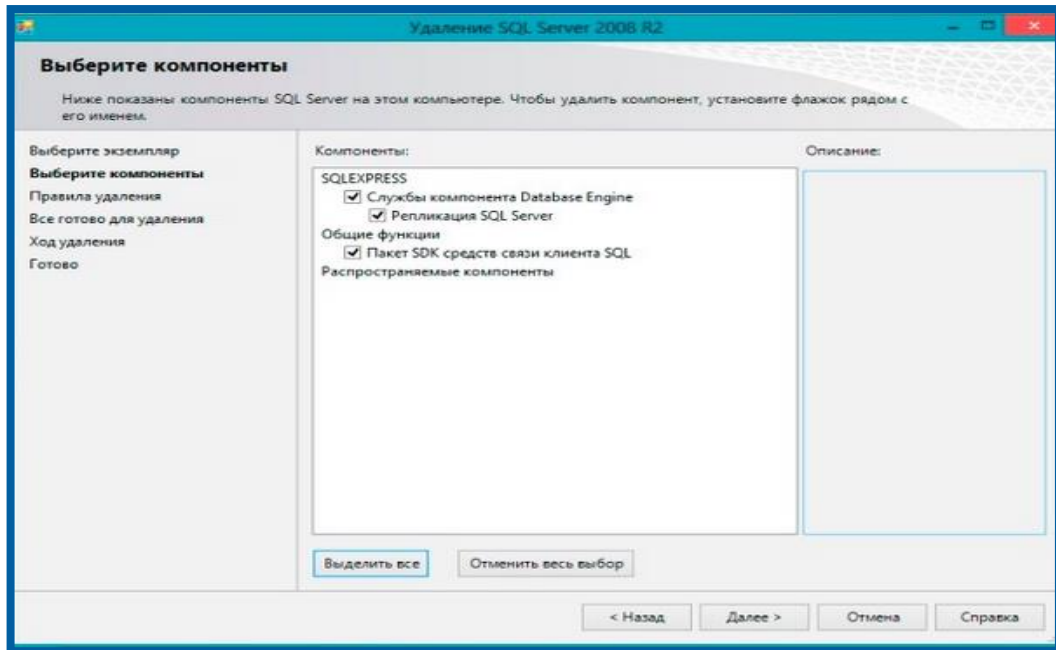 Удаление SQL Server 2008 R2
Выберите компоненты
Ниже показаны компоненты SQL Server на этом компьютере. Чтобы удалить компонент, установите флажок рядом с
его именем.
Выберите экземпляр
Выберите компоненты
Правила удаления
Все готово для удаления
Ход удаления
Готово
Компоненты:
SQLEXPRESS
Службы компонента Database Engine
Репликация SQL Server
Общие функции
Пакет SDK средств связи клиента SQL
Распространяемые компоненты
Описание:
Выделить все
Отменить весь выбор
< Назад
Далее >
Отмена
Справка